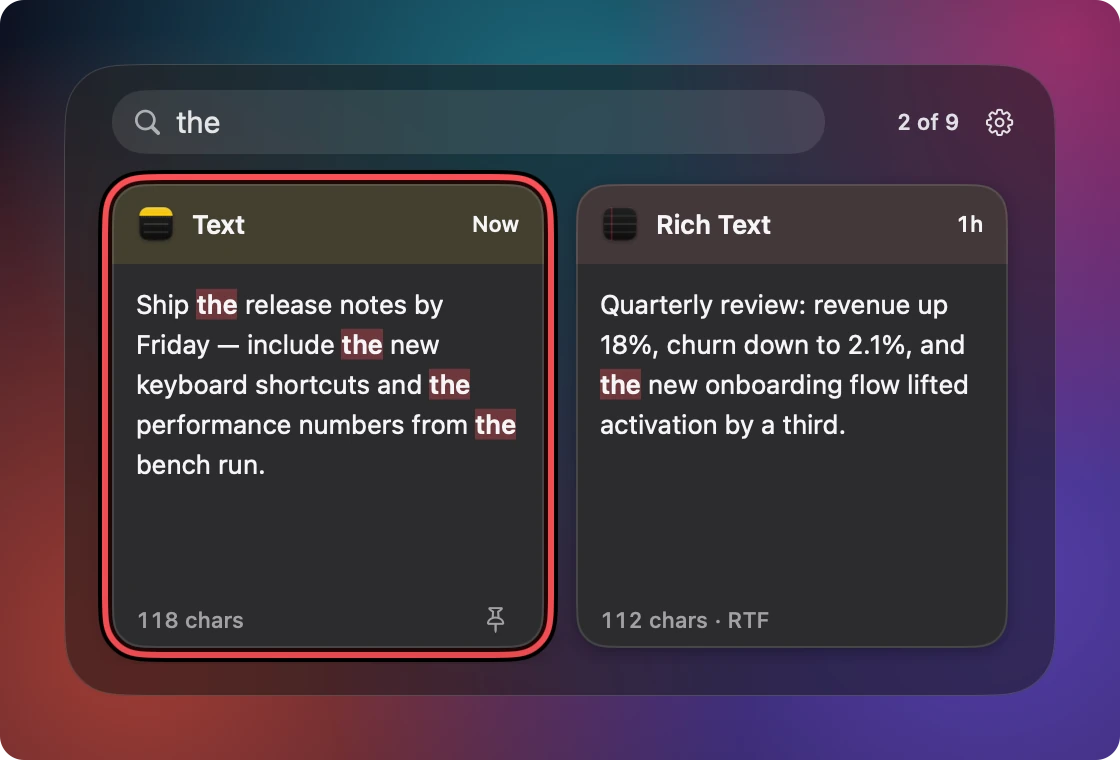 the
2 of 9
Text
Now
Ship the release notes by
Friday — include the new
keyboard shortcuts and the
performance numbers from the
bench run.
118 chars
Rich Text
1h
Quarterly review: revenue up
18%, churn down to 2.1%, and
the new onboarding flow lifted
activation by a third.
112 chars · RTF